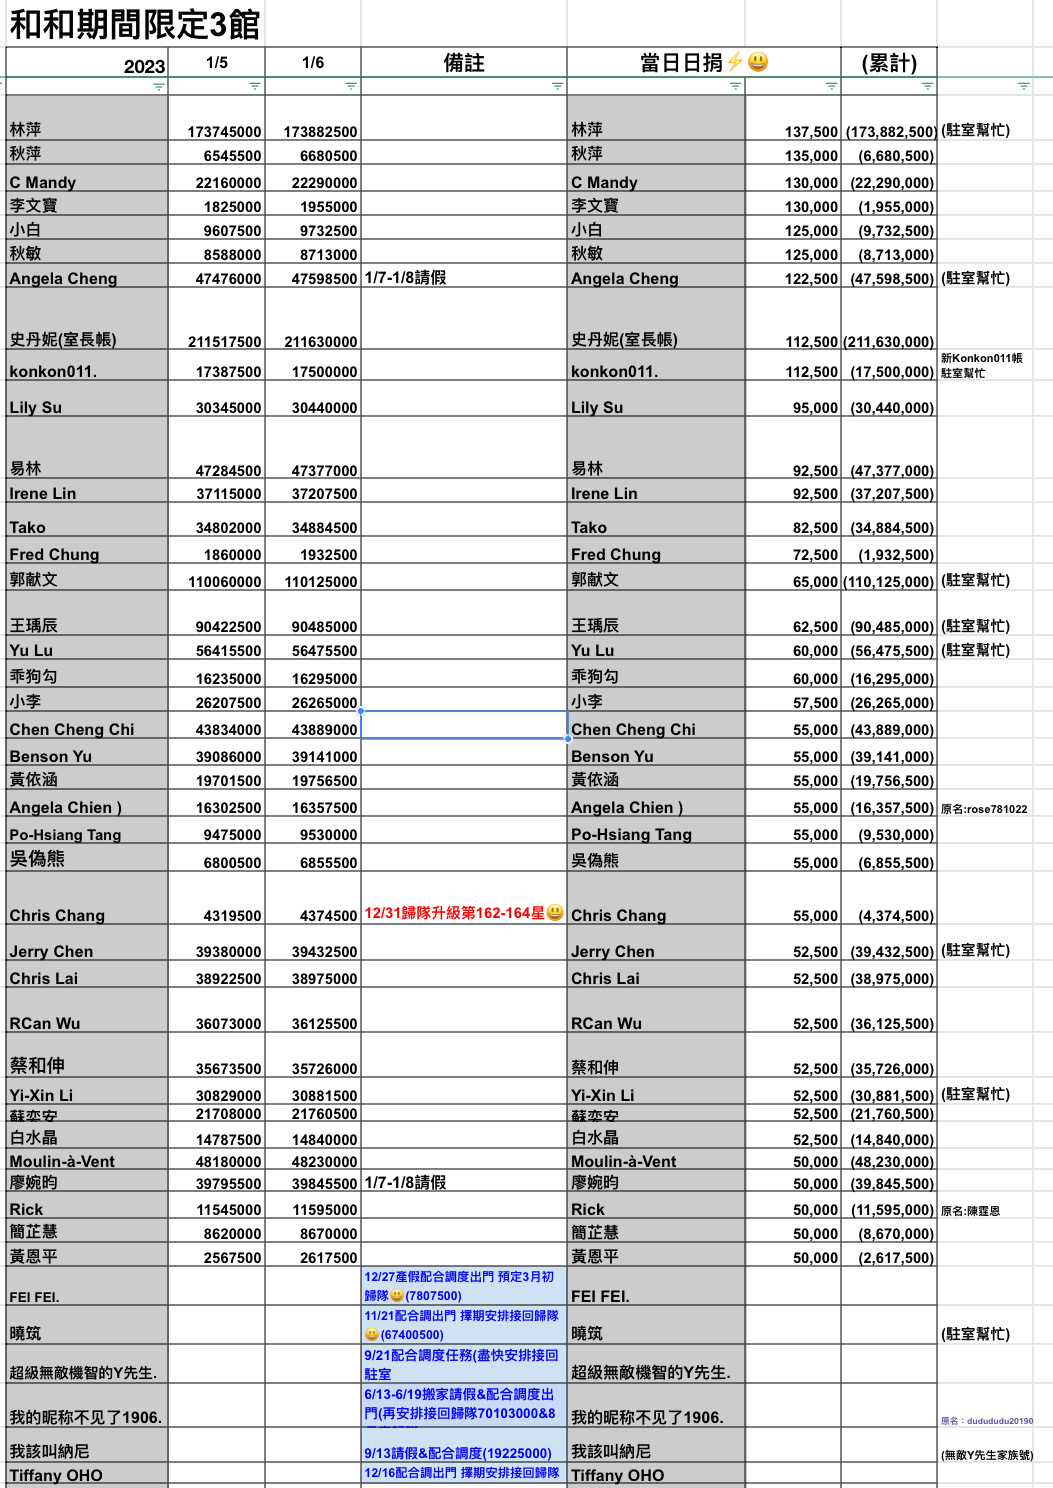 和和期間限定3館
2023 1/5 1/6 備註 當日日捐⚡😃 (累計)
林萍 173745000 173882500 林萍 137,500 (173,882,500) (駐室幫忙)
秋萍 6545500 6680500 秋萍 135,000 (6,680,500)
C Mandy 22160000 22290000 C Mandy 130,000 (22,290,000)
李文寶 1825000 1955000 李文寶 130,000 (1,955,000)
小白 9607500 9732500 小白 125,000 (9,732,500)
秋敏 8588000 8713000 秋敏 125,000 (8,713,000)
Angela Cheng 47476000 47598500 1/7-1/8請假 Angela Cheng 122,500 (47,598,500) (駐室幫忙)
史丹妮(室長帳) 211517500 211630000 史丹妮(室長帳) 112,500 (211,630,000)
新Konkon011帳
konkon011. 17387500 17500000 konkon011. 112,500 (17,500,000) 駐室幫忙
Lily Su 30345000 30440000 Lily Su 95,000 (30,440,000)
易林 47284500 47377000 易林 92,500 (47,377,000)
Irene Lin 37115000 37207500 Irene Lin 92,500 (37,207,500)
Tako 34802000 34884500 Tako 82,500 (34,884,500)
Fred Chung 1860000 1932500 Fred Chung 72,500 (1,932,500)
郭献文 110060000 110125000 郭献文 65,000 (110,125,000) (駐室幫忙)
王瑀辰 90422500 90485000 王瑀辰 62,500 (90,485,000) (駐室幫忙)
Yu Lu 56415500 56475500 Yu Lu 60,000 (56,475,500) (駐室幫忙)
乖狗勾 16235000 16295000 乖狗勾 60,000 (16,295,000)
小李 26207500 26265000 小李 57,500 (26,265,000)
Chen Cheng Chi 43834000 43889000 Chen Cheng Chi 55,000 (43,889,000)
Benson Yu 39086000 39141000 Benson Yu 55,000 (39,141,000)
黃依涵 19701500 19756500 黃依涵 55,000 (19,756,500)
Angela Chien ) 16302500 16357500 Angela Chien ) 55,000 (16,357,500) 原名:rose781022
Po-Hsiang Tang 9475000 9530000 Po-Hsiang Tang 55,000 (9,530,000)
吳偽熊 6800500 6855500 吳偽熊 55,000 (6,855,500)
Chris Chang 4319500 4374500 12/31歸隊升級第162-164星😃 Chris Chang 55,000 (4,374,500)
Jerry Chen 39380000 39432500 Jerry Chen 52,500 (39,432,500) (駐室幫忙)
Chris Lai 38922500 38975000 Chris Lai 52,500 (38,975,000)
RCan Wu 36073000 36125500 RCan Wu 52,500 (36,125,500)
蔡和伸 35673500 35726000 蔡和伸 52,500 (35,726,000)
Yi-Xin Li 30829000 30881500 Yi-Xin Li 52,500 (30,881,500) (駐室幫忙)
蘇奕安 21708000 21760500 蘇奕安 52,500 (21,760,500)
白水晶 14787500 14840000 白水晶 52,500 (14,840,000)
Moulin-à-Vent 48180000 48230000 Moulin-à-Vent 50,000 (48,230,000)
廖婉昀 39795500 39845500 1/7-1/8請假 廖婉昀 50,000 (39,845,500)
Rick 11545000 11595000 Rick 50,000 (11,595,000) 原名:陳霆恩
簡芷慧 8620000 8670000 簡芷慧 50,000 (8,670,000)
黃恩平 2567500 2617500 黃恩平 50,000 (2,617,500)
12/27產假配合調度出門 預定3月初
FEI FEI. 歸隊😃(7807500) FEI FEI.
11/21配合調出門 擇期安排接回歸隊
曉筑 😃(67400500) 曉筑 (駐室幫忙)
9/21配合調度任務(盡快安排接回
超級無敵機智的Y先生. 駐室 超級無敵機智的Y先生.
6/13-6/19搬家請假&配合調度出
門(再安排接回歸隊70103000&8
我的昵称不见了1906. 我的昵称不见了1906. 原名：dudududu20190
我該叫納尼 9/13請假&配合調度(19225000) 我該叫納尼 (無敵Y先生家族號)
Tiffany OHO 12/16配合調出門 擇期安排接回歸隊 Tiffany OHO